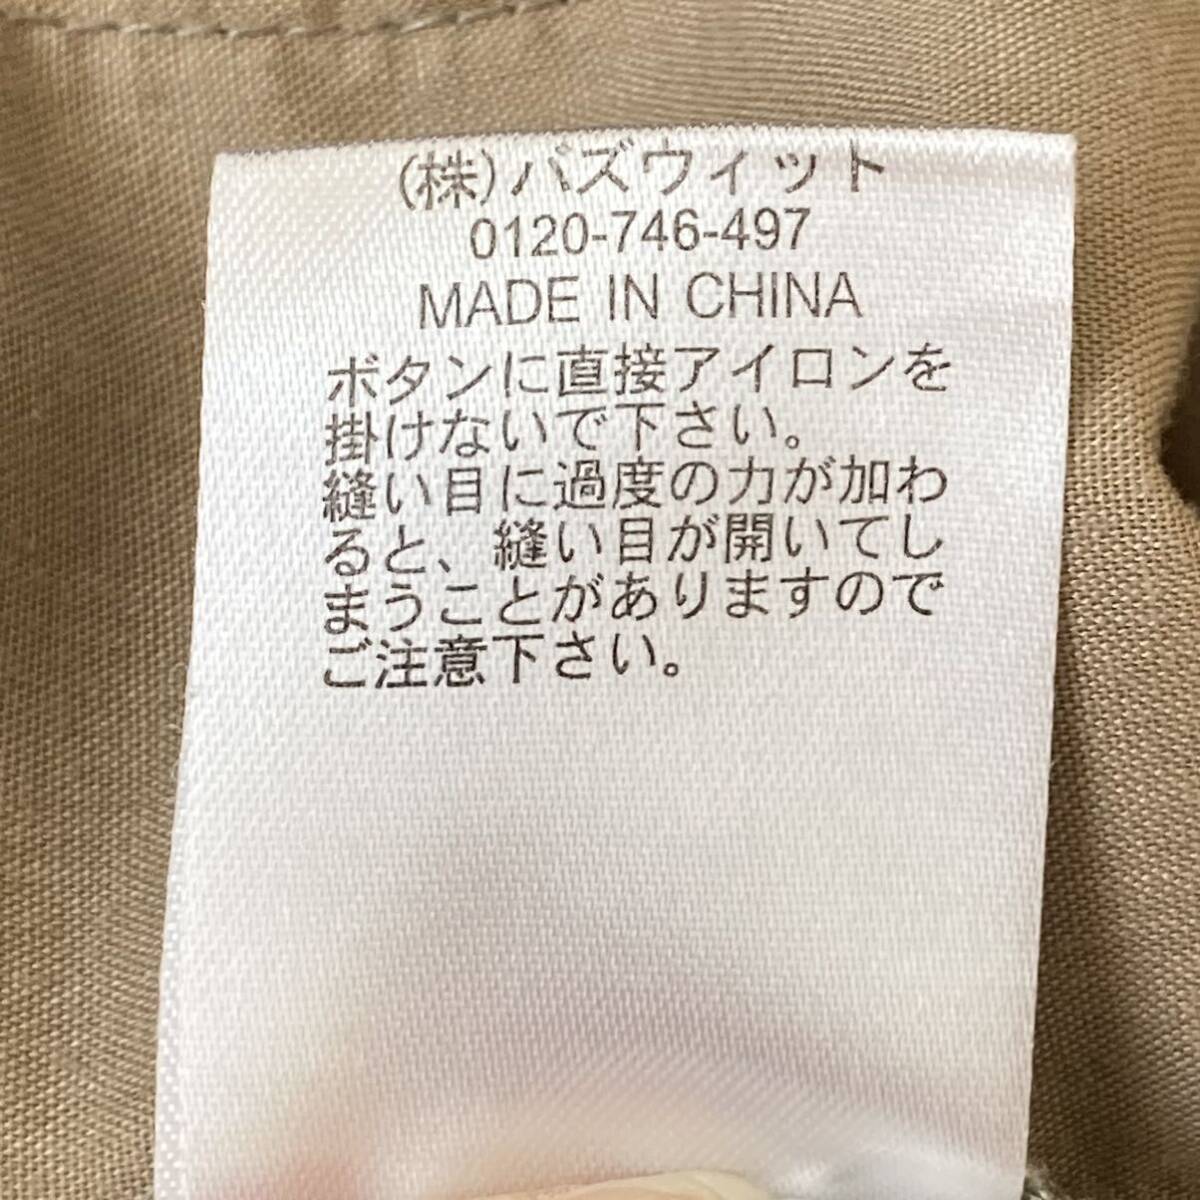 (株)バズウィット
0120-746-497
MADE IN CHINA
ボタンに直接アイロンを
掛けないで下さい。
縫い目に過度の力が加わ
ると、縫い目が開いてし
まうことがありますので
ご注意下さい。